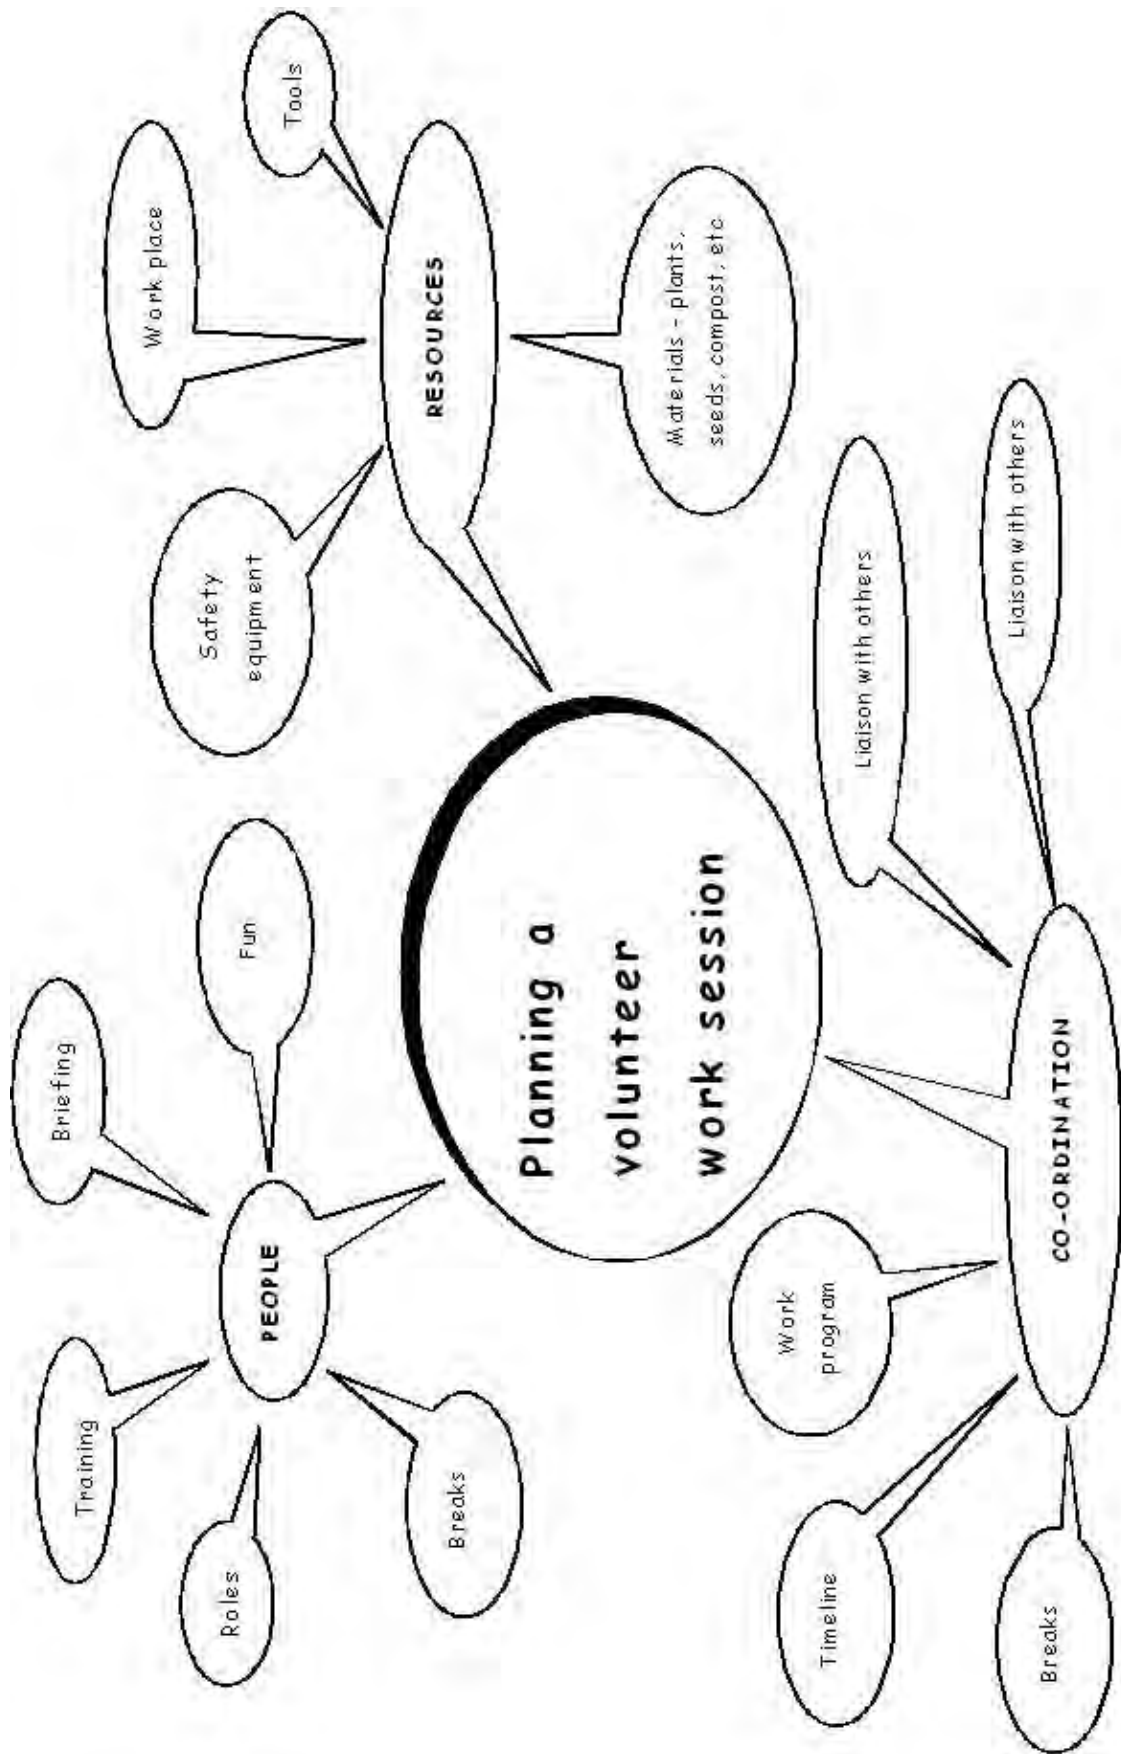 Training
Briefing
Work place
Tools
Roles
PEOPLE
Fun
Safety
equipment
RESOURCES
Breaks
Planning a
volunteer
work session
Materials - plants,
seeds, compost, etc
Timeline
Work
program
Liaison with others
Breaks
CO-ORDINATION
Liaison with others